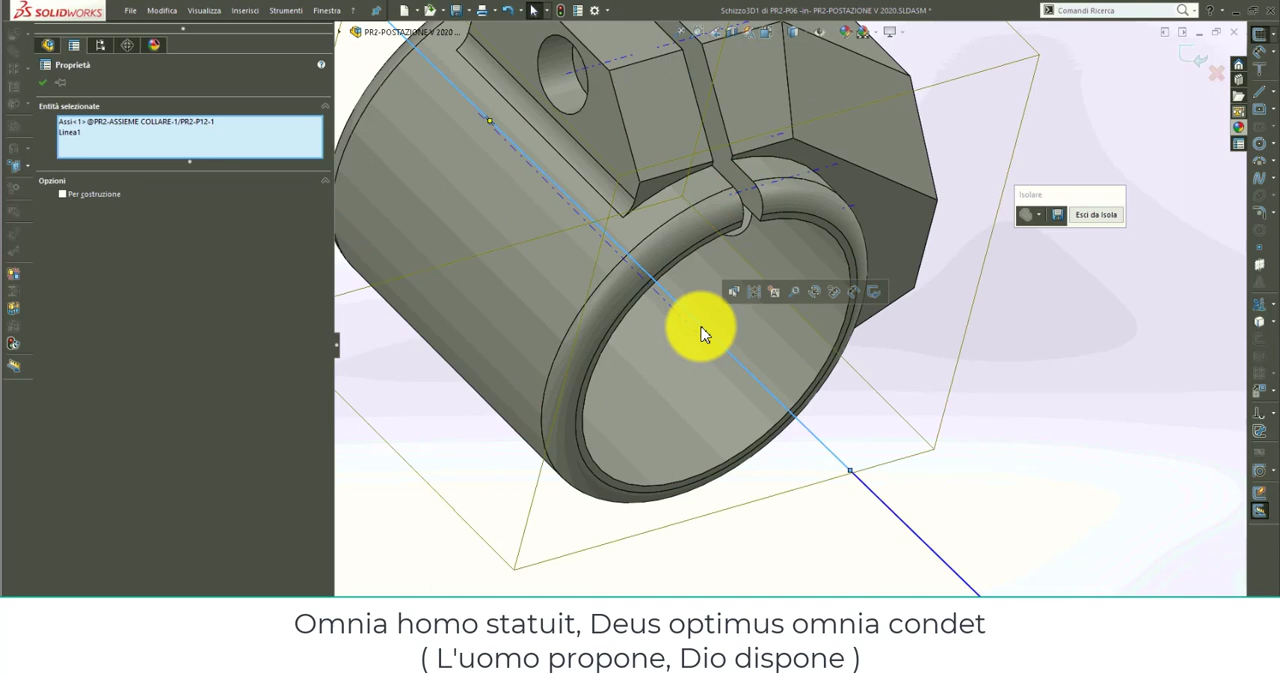 SOLIDWORKS
File Modifica Visualizza Inserisci Strumenti Finestra ?
Schizzo3D1 di PR2-P06 -in- PR2-POSTAZIONE V 2020.SLDASM *
Comandi Ricerca
PR2-POSTAZIONE V 2020 ...
Proprietà
Entità selezionate
Assi<1> @PR2-ASSIEME COLLARE-1/PR2-P12-1
Linea1
Opzioni
Per costruzione
Isolare
Esci da Isola
Omnia homo statuit, Deus optimus omnia condet
( L'uomo propone, Dio dispone )